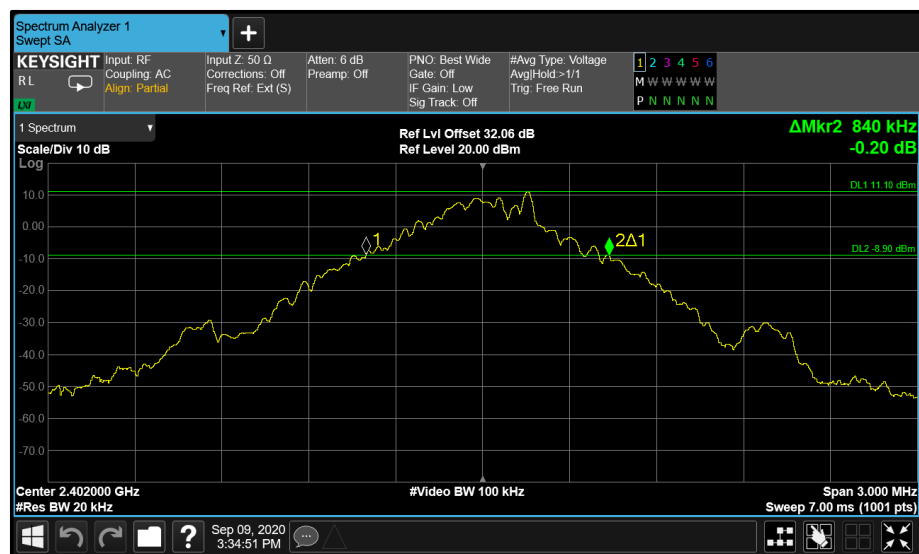 Spectrum Analyzer 1
Swept SA
KEYSIGHT
RL
LXI
Input: RF
Coupling: AC
Align: Partial
Input Z: 50 Ω
Corrections: Off
Freq Ref: Ext (S)
Atten: 6 dB
Preamp: Off
PNO: Best Wide
Gate: Off
IF Gain: Low
Sig Track: Off
#Avg Type: Voltage
Avg|Hold:>1/1
Trig: Free Run
1 2 3 4 5 6
M W W W W W
P N N N N N
1 Spectrum
Scale/Div 10 dB
Log
Ref Lvl Offset 32.06 dB
Ref Level 20.00 dBm
ΔMkr2 840 kHz
-0.20 dB
DL1 11.10 dBm
10.0
0.00
1
2Δ1
DL2 -8.90 dBm
-10.0
-20.0
-30.0
-40.0
-50.0
-60.0
-70.0
Center 2.402000 GHz
#Video BW 100 kHz
Span 3.000 MHz
#Res BW 20 kHz
Sweep 7.00 ms (1001 pts)
?
Sep 09, 2020
3:34:51 PM